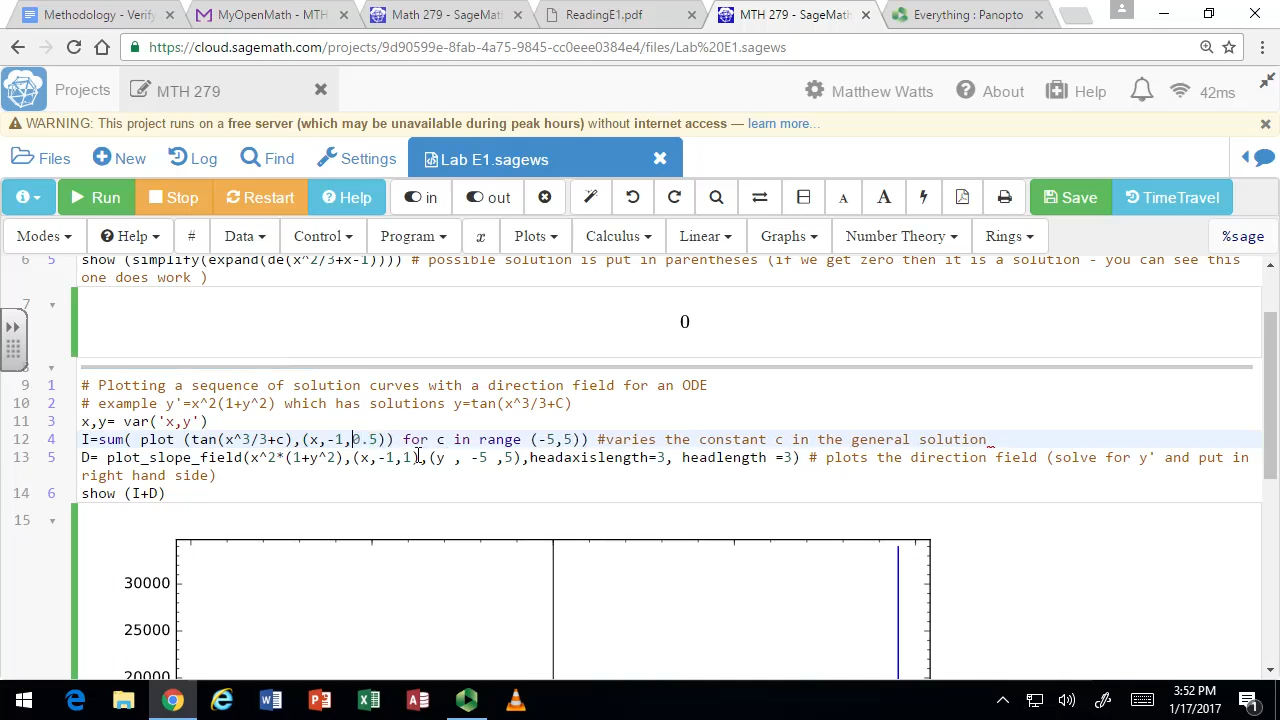 Methodology - Verify
MyOpenMath - MTH
Math 279 - SageMath
ReadingE1.pdf
MTH 279 - SageMath
Everything : Panopto
https://cloud.sagemath.com/projects/9d90599e-8fab-4a75-9845-cc0eee0384e4/files/Lab%20E1.sagews
Projects MTH 279 Matthew Watts About Help 42ms
WARNING: This project runs on a free server (which may be unavailable during peak hours) without internet access — learn more...
Files New Log Find Settings Lab E1.sagews
Run Stop Restart Help in out A A Save TimeTravel
Modes Help # Data Control Program x Plots Calculus Linear Graphs Number Theory Rings %sage
6 5 show (simplify(expand(de(x^2/3+x-1)))) # possible solution is put in parentheses (if we get zero then it is a solution - you can see this
one does work )
7
0
9 1 # Plotting a sequence of solution curves with a direction field for an ODE
10 2 # example y'=x^2(1+y^2) which has solutions y=tan(x^3/3+C)
11 3 x,y= var('x,y')
12 4 I=sum( plot (tan(x^3/3+c),(x,-1,0.5)) for c in range (-5,5)) #varies the constant c in the general solution
13 5 D= plot_slope_field(x^2*(1+y^2),(x,-1,1),(y , -5 ,5),headaxislength=3, headlength =3) # plots the direction field (solve for y' and put in
right hand side)
14 6 show (I+D)
15
30000
25000
20000
3:52 PM
1/17/2017
1